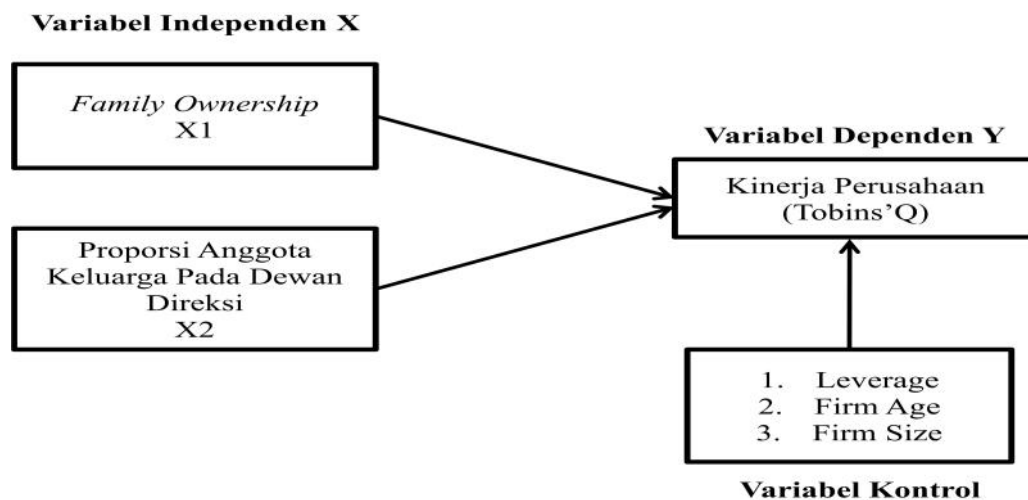 Variabel Independen X
Family Ownership
X1
Proporsi Anggota
Keluarga Pada Dewan
Direksi
X2
Variabel Dependen Y
Kinerja Perusahaan
(Tobins’Q)
1. Leverage
2. Firm Age
3. Firm Size
Variabel Kontrol